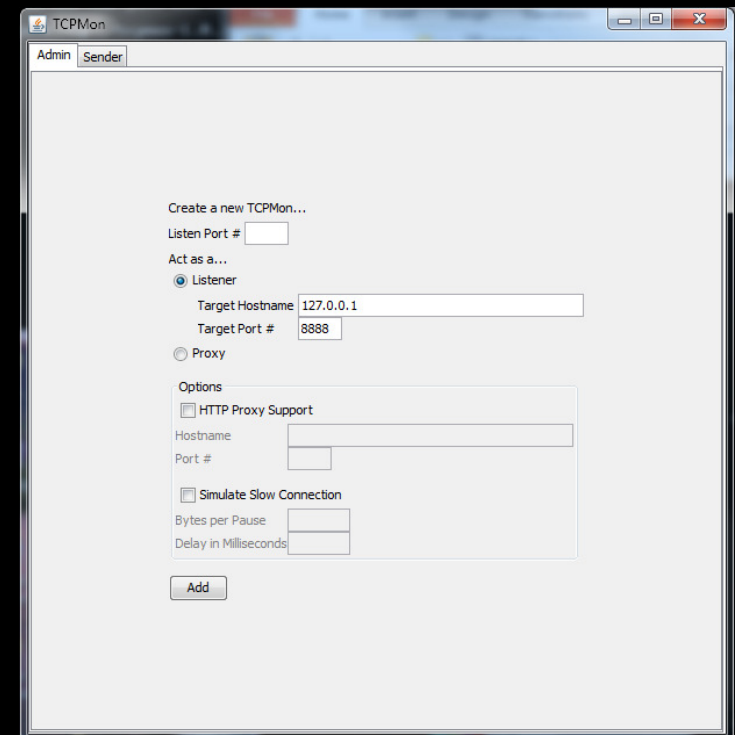 TCPMon
Admin Sender
Create a new TCPMon...
Listen Port #
Act as a...
Listener
Target Hostname 127.0.0.1
Target Port # 8888
Proxy
Options
HTTP Proxy Support
Hostname
Port #
Simulate Slow Connection
Bytes per Pause
Delay in Milliseconds
Add